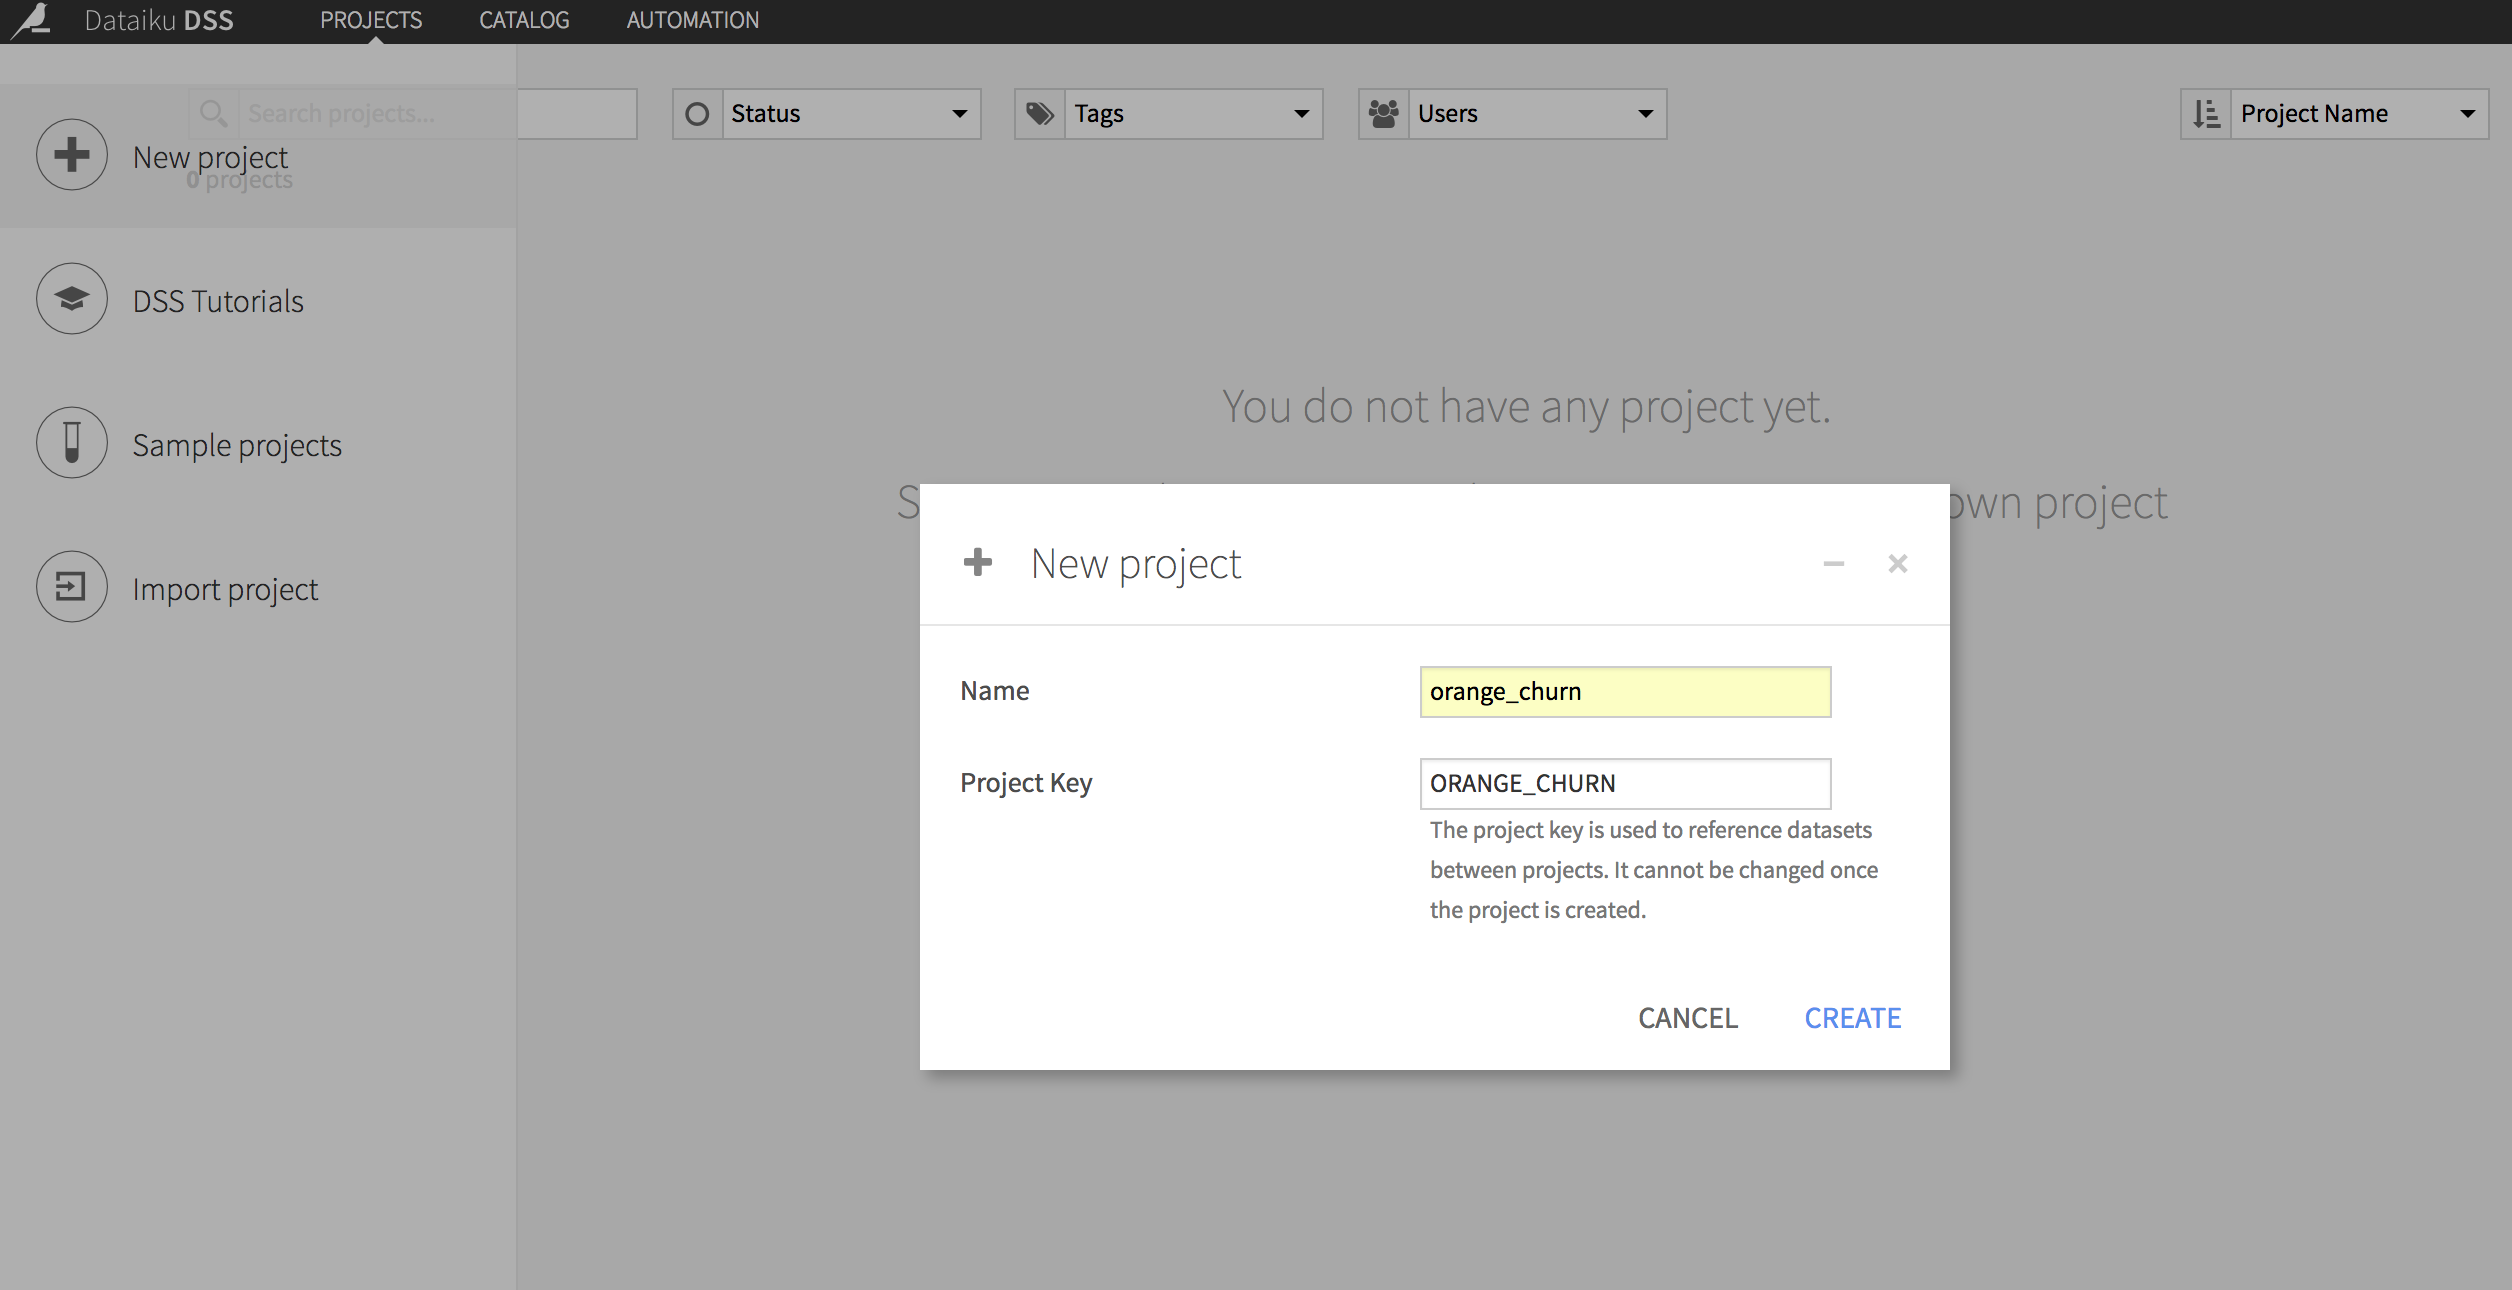 Dataiku DSS PROJECTS CATALOG AUTOMATION
Search projects... Status Tags Users Project Name
New project
0 projects
DSS Tutorials
Sample projects
Import project
You do not have any project yet.
own project
New project
Name orange_churn
Project Key ORANGE_CHURN
The project key is used to reference datasets
between projects. It cannot be changed once
the project is created.
CANCEL CREATE